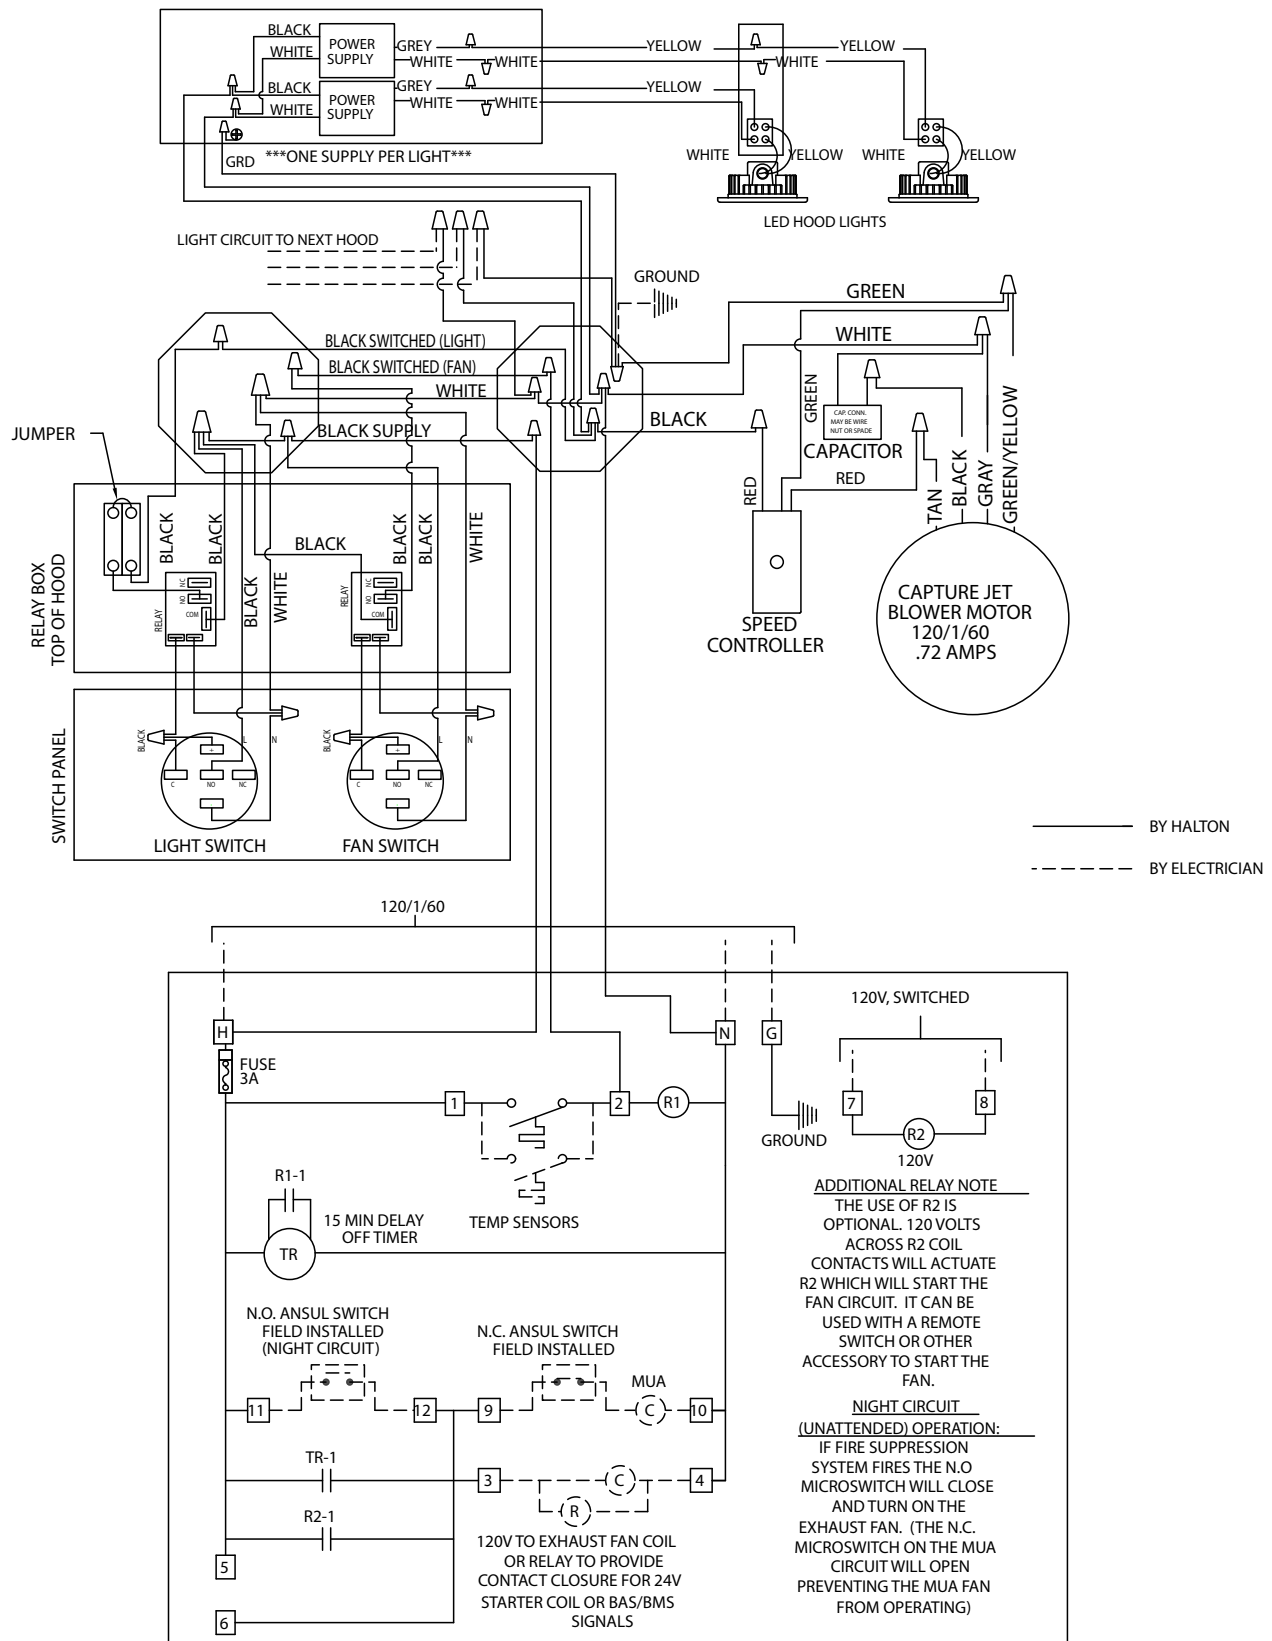 BLACK
WHITE
POWER
SUPPLY
GREY
WHITE
WHITE
YELLOW
WHITE
YELLOW
BLACK
WHITE
POWER
SUPPLY
GREY
WHITE
WHITE
YELLOW
GRD
***ONE SUPPLY PER LIGHT***
WHITE
YELLOW
WHITE
YELLOW
LED HOOD LIGHTS
LIGHT CIRCUIT TO NEXT HOOD
GROUND
GREEN
WHITE
BLACK SWITCHED (LIGHT)
BLACK SWITCHED (FAN)
WHITE
BLACK SUPPLY
BLACK
GREEN
CAP. CONN.
MAY BE WIRE
NUT OR SPADE
CAPACITOR
RED
RED
TAN
BLACK
GRAY
GREEN/YELLOW
JUMPER
RELAY BOX
TOP OF HOOD
BLACK
BLACK
BLACK
WHITE
BLACK
BLACK
BLACK
WHITE
RELAY
N.C
NO
COM
RELAY
N.C
NO
COM
SPEED
CONTROLLER
CAPTURE JET
BLOWER MOTOR
120/1/60
.72 AMPS
SWITCH PANEL
BLACK
L
N
+
C
NO
NC
LIGHT SWITCH
BLACK
L
N
+
C
NO
NC
FAN SWITCH
BY HALTON
BY ELECTRICIAN
120/1/60
H
N
G
FUSE
3A
1
2
R1
GROUND
TEMP SENSORS
R1-1
TR
15 MIN DELAY
OFF TIMER
120V, SWITCHED
7
8
R2
120V
ADDITIONAL RELAY NOTE
THE USE OF R2 IS
OPTIONAL. 120 VOLTS
ACROSS R2 COIL
CONTACTS WILL ACTUATE
R2 WHICH WILL START THE
FAN CIRCUIT. IT CAN BE
USED WITH A REMOTE
SWITCH OR OTHER
ACCESSORY TO START THE
FAN.
N.O. ANSUL SWITCH
FIELD INSTALLED
(NIGHT CIRCUIT)
N.C. ANSUL SWITCH
FIELD INSTALLED
MUA
11
12
9
C
10
TR-1
3
C
4
R
R2-1
5
6
120V TO EXHAUST FAN COIL
OR RELAY TO PROVIDE
CONTACT CLOSURE FOR 24V
STARTER COIL OR BAS/BMS
SIGNALS
NIGHT CIRCUIT
(UNATTENDED) OPERATION:
IF FIRE SUPPRESSION
SYSTEM FIRES THE N.O
MICROSWITCH WILL CLOSE
AND TURN ON THE
EXHAUST FAN. (THE N.C.
MICROSWITCH ON THE MUA
CIRCUIT WILL OPEN
PREVENTING THE MUA FAN
FROM OPERATING)